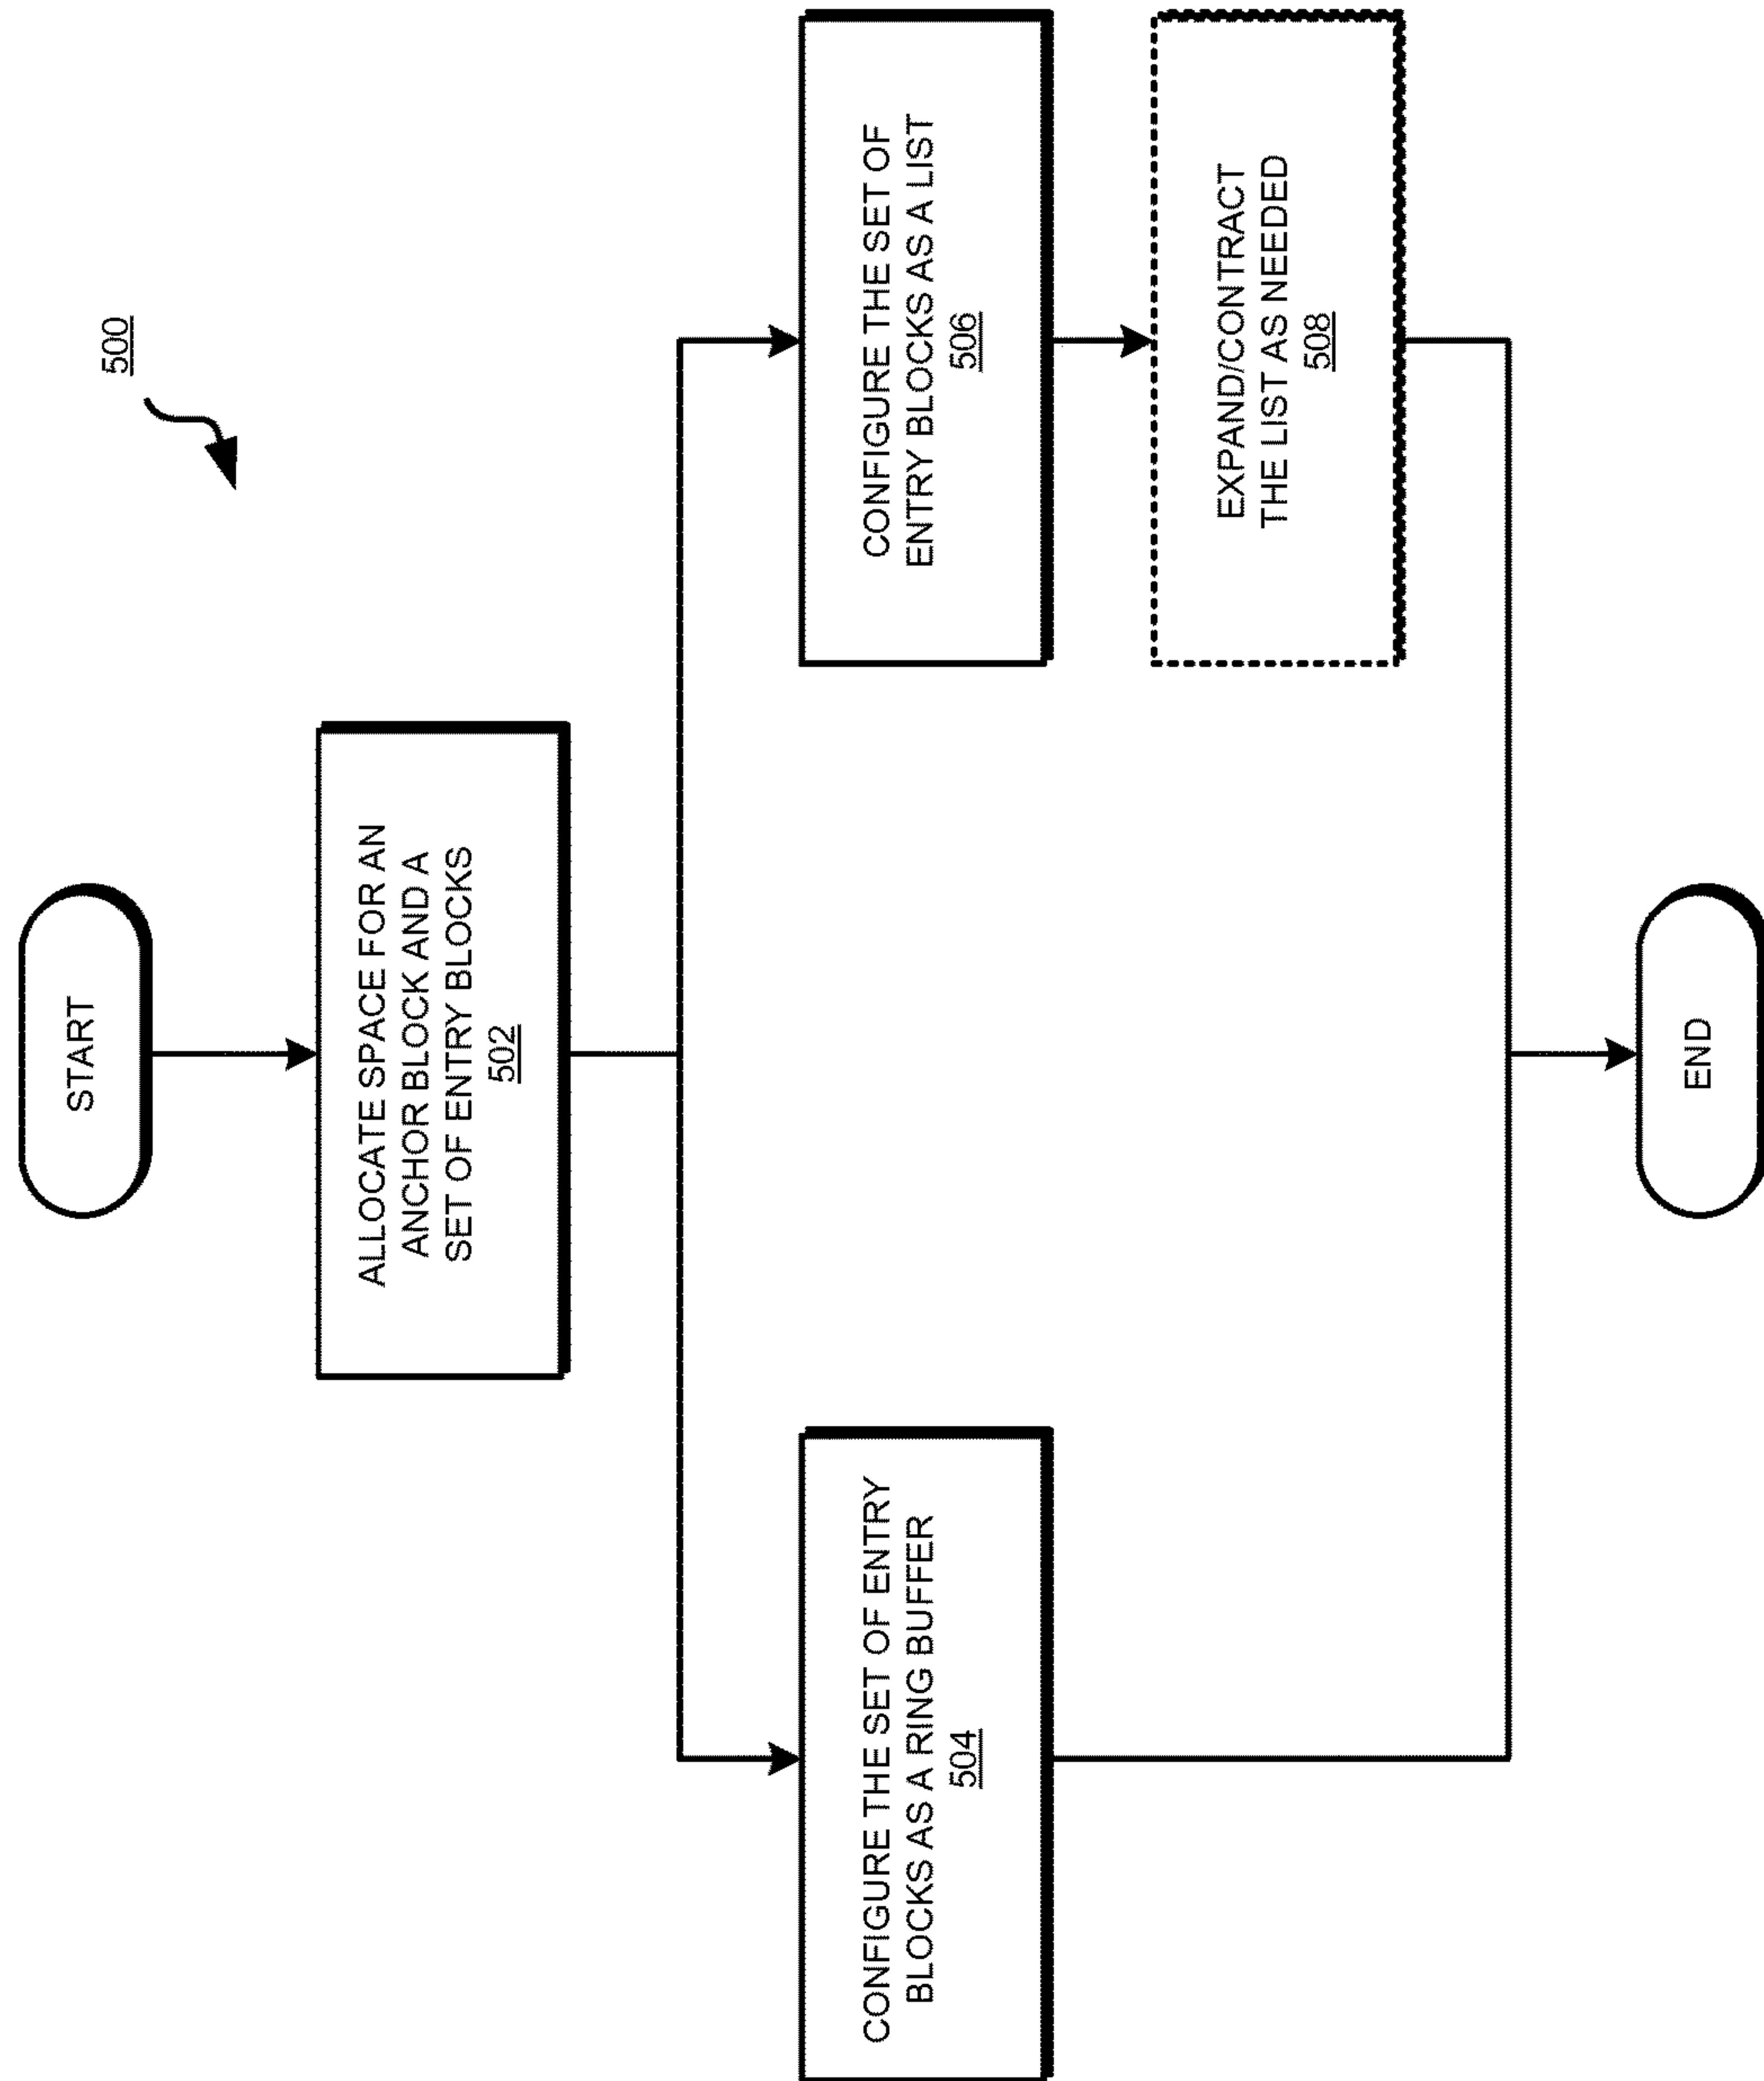 500
START
ALLOCATE SPACE FOR AN
ANCHOR BLOCK AND A
SET OF ENTRY BLOCKS
502
CONFIGURE THE SET OF ENTRY
BLOCKS AS A RING BUFFER
504
CONFIGURE THE SET OF
ENTRY BLOCKS AS A LIST
506
EXPAND/CONTRACT
THE LIST AS NEEDED
508
END